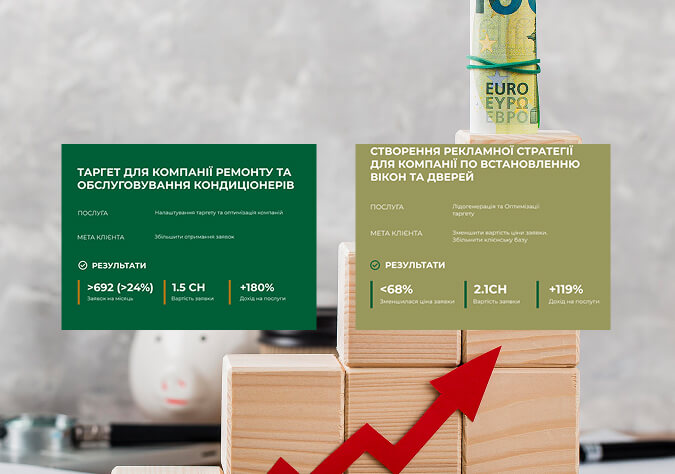 EURO
ΕΥΡΩ
ЕВРО
ТАРГЕТ ДЛЯ КОМПАНІЇ РЕМОНТУ ТА
ОБСЛУГОВУВАННЯ КОНДИЦІОНЕРІВ
ПОСЛУГА
Налаштування таргету та оптимізація компаній
МЕТА КЛІЄНТА
Збільшити отримання заявок
РЕЗУЛЬТАТИ
>692 (>24%)
Заявок на місяць
1.5 CH
Вартість заявки
+180%
Дохід на послуги
СТВОРЕННЯ РЕКЛАМНОЇ СТРАТЕГІЇ
ДЛЯ КОМПАНІЇ ПО ВСТАНОВЛЕННЮ
ВІКОН ТА ДВЕРЕЙ
ПОСЛУГА
Лідогенерація та Оптимізації
таргету
МЕТА КЛІЄНТА
Зменшити вартість ціни заявки.
Збільнити клієнську базу
РЕЗУЛЬТАТИ
<68%
Зменшилася ціна заявки
2.1CH
Вартість заявки
+119%
Дохід на послуги